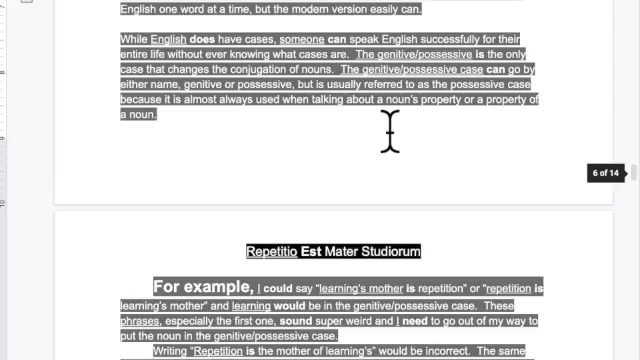 English one word at a time, but the modern version easily can.
While English does have cases, someone can speak English successfully for their
entire life without ever knowing what cases are.  The genitive/possessive is the only
case that changes the conjugation of nouns.  The genitive/possessive case can go by
either name, genitive or possessive, but is usually referred to as the possessive case
because it is almost always used when talking about a noun's property or a property of
a noun.
6 of 14
Repetitio Est Mater Studiorum
For example, I could say "learning's mother is repetition" or "repetition is
learning's mother" and learning would be in the genitive/possessive case.  These
phrases, especially the first one, sound super weird and I need to go out of my way to
put the noun in the genitive/possessive case.
Writing "Repetition is the mother of learning's" would be incorrect.  The same
7
8
9
10